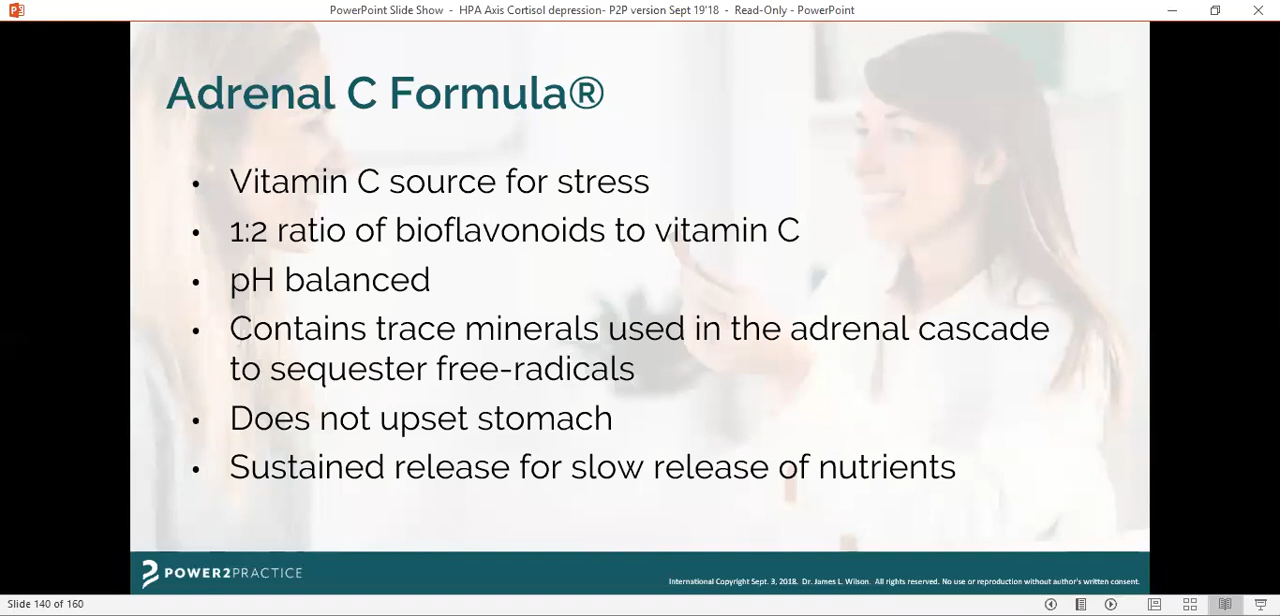 PowerPoint Slide Show - HPA Axis Cortisol depression- P2P version Sept 19'18 - Read-Only - PowerPoint
Adrenal C Formula®
• Vitamin C source for stress
• 1:2 ratio of bioflavonoids to vitamin C
• pH balanced
• Contains trace minerals used in the adrenal cascade
to sequester free-radicals
• Does not upset stomach
• Sustained release for slow release of nutrients
POWER2PRACTICE
International Copyright Sept. 3, 2018. Dr. James L. Wilson. All rights reserved. No use or reproduction without author's written consent.
Slide 140 of 160